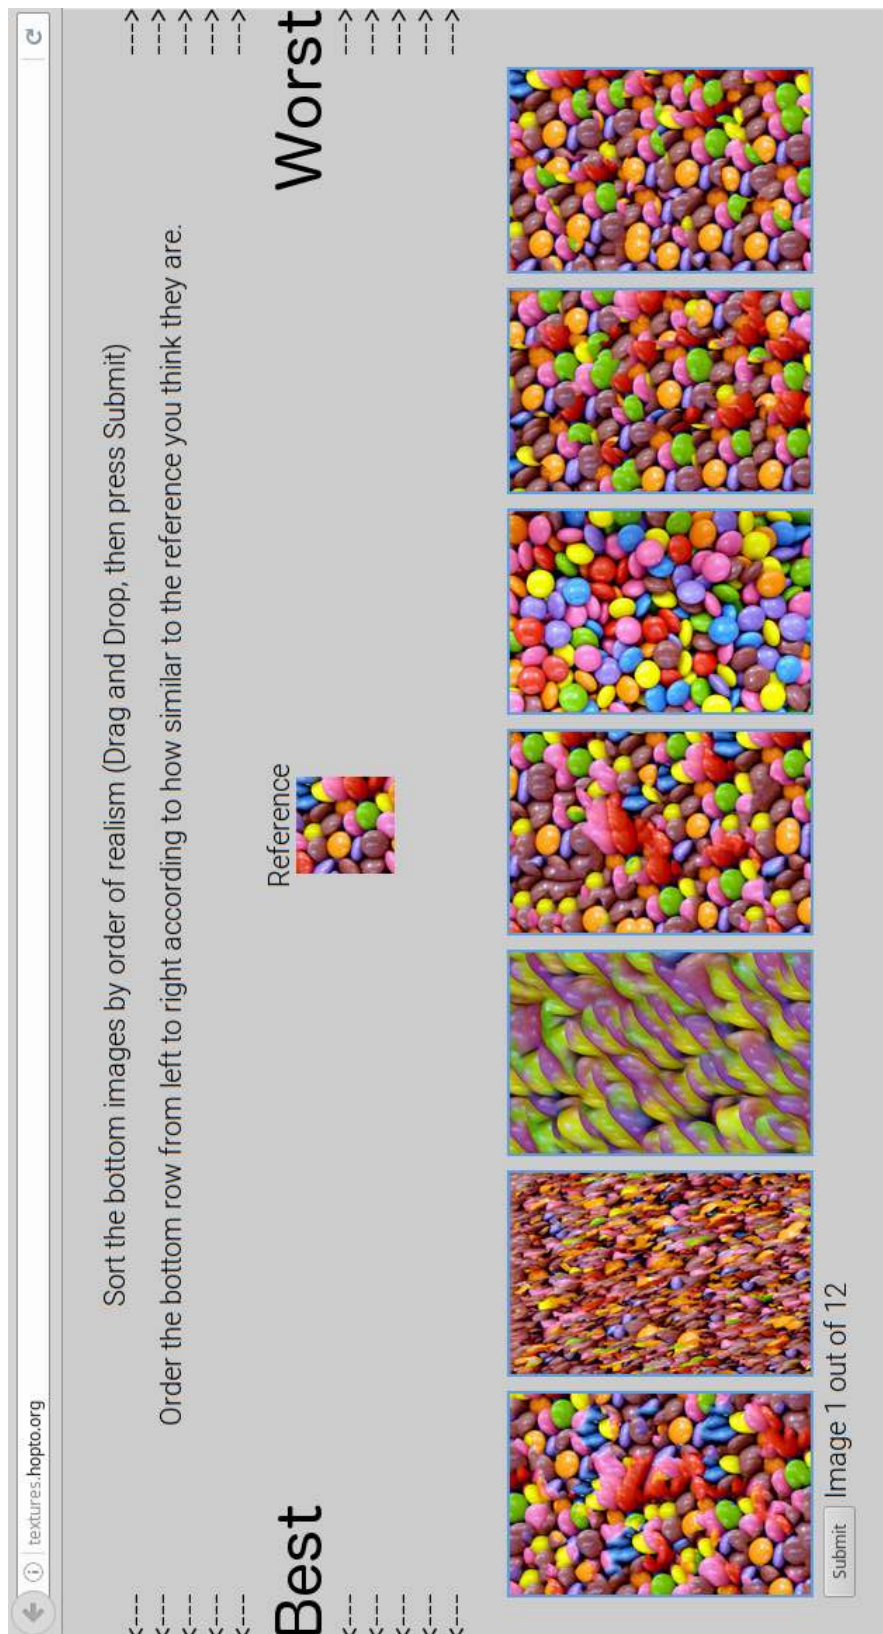 textures.hopto.org
Sort the bottom images by order of realism (Drag and Drop, then press Submit)
Order the bottom row from left to right according to how similar to the reference you think they are.
<---
<---
<---
<---
<---
--->
--->
--->
--->
--->
Best
Worst
<---
<---
<---
<---
<---
--->
--->
--->
--->
--->
Reference
submit Image 1 out of 12